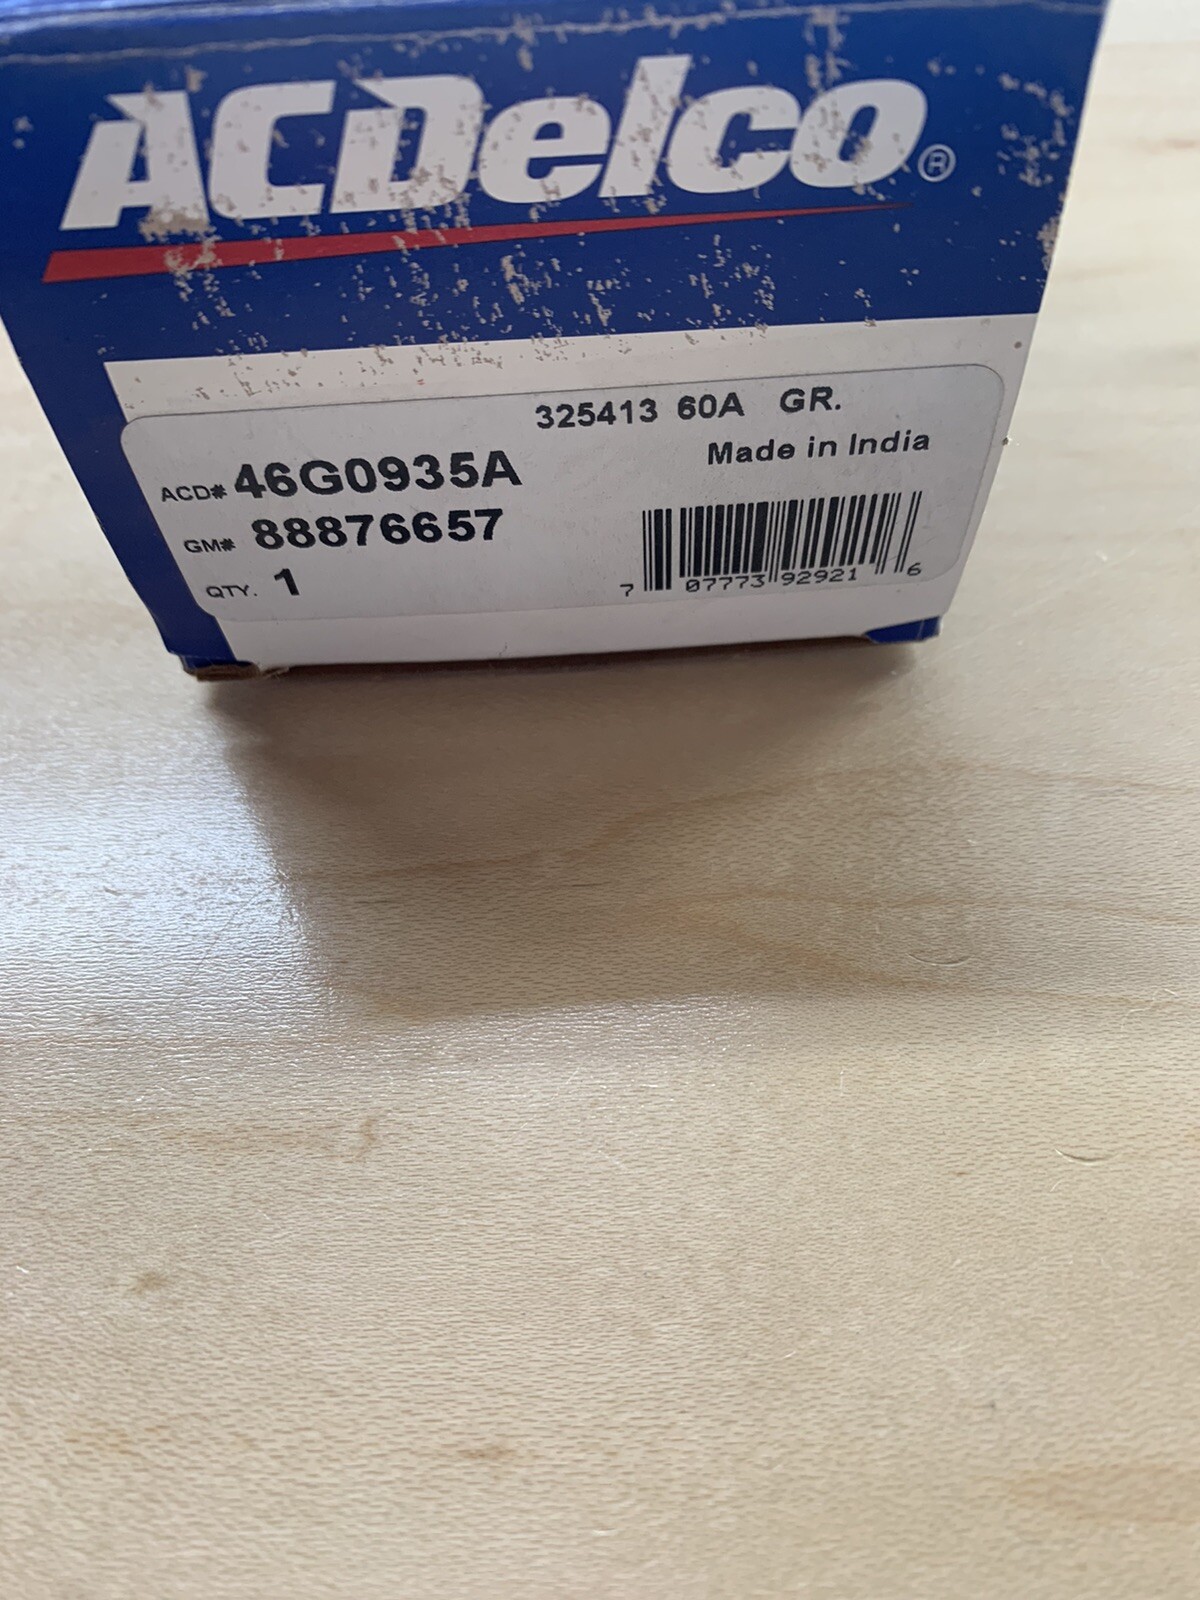 ACDelco®
325413 60A GR.
Made in India
ACD# 46G0935A
GM# 88876657
QTY. 1
7 07773 92921 6